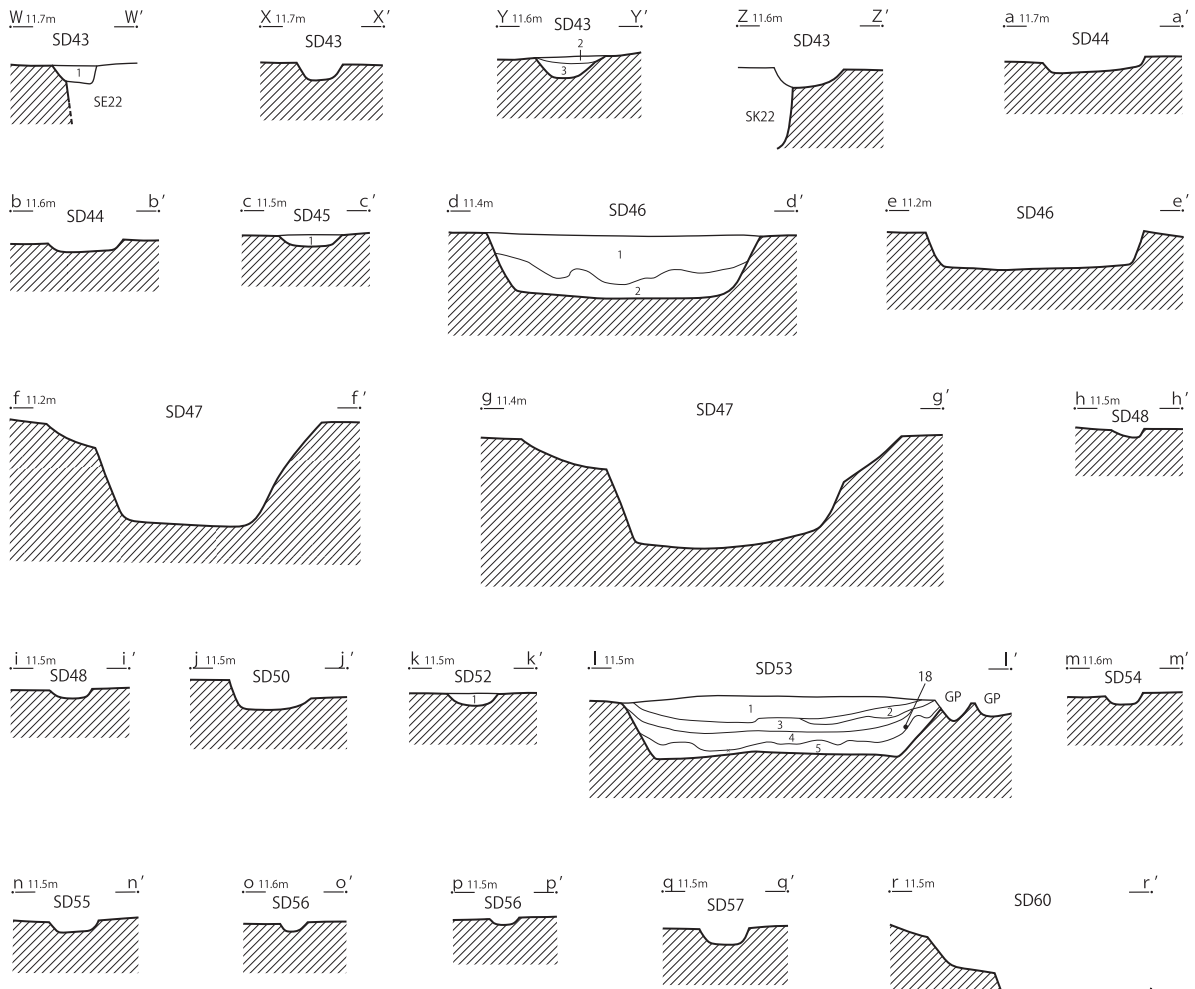 W 11.7m W′
SD43
1
SE22
X 11.7m X′
SD43
Y 11.6m Y′
SD43
2
3
Z 11.6m Z′
SD43
SK22
a 11.7m a′
SD44
b 11.6m b′
SD44
c 11.5m c′
SD45
1
d 11.4m d′
SD46
1
2
e 11.2m e′
SD46
f 11.2m f′
SD47
g 11.4m g′
SD47
h 11.5m h′
SD48
i 11.5m i′
SD48
j 11.5m j′
SD50
k 11.5m k′
SD52
1
l 11.5m l′
SD53
18
GP GP
1
2
3
4
5
m 11.6m m′
SD54
n 11.5m n′
SD55
o 11.6m o′
SD56
p 11.5m p′
SD56
q 11.5m q′
SD57
r 11.5m r′
SD60